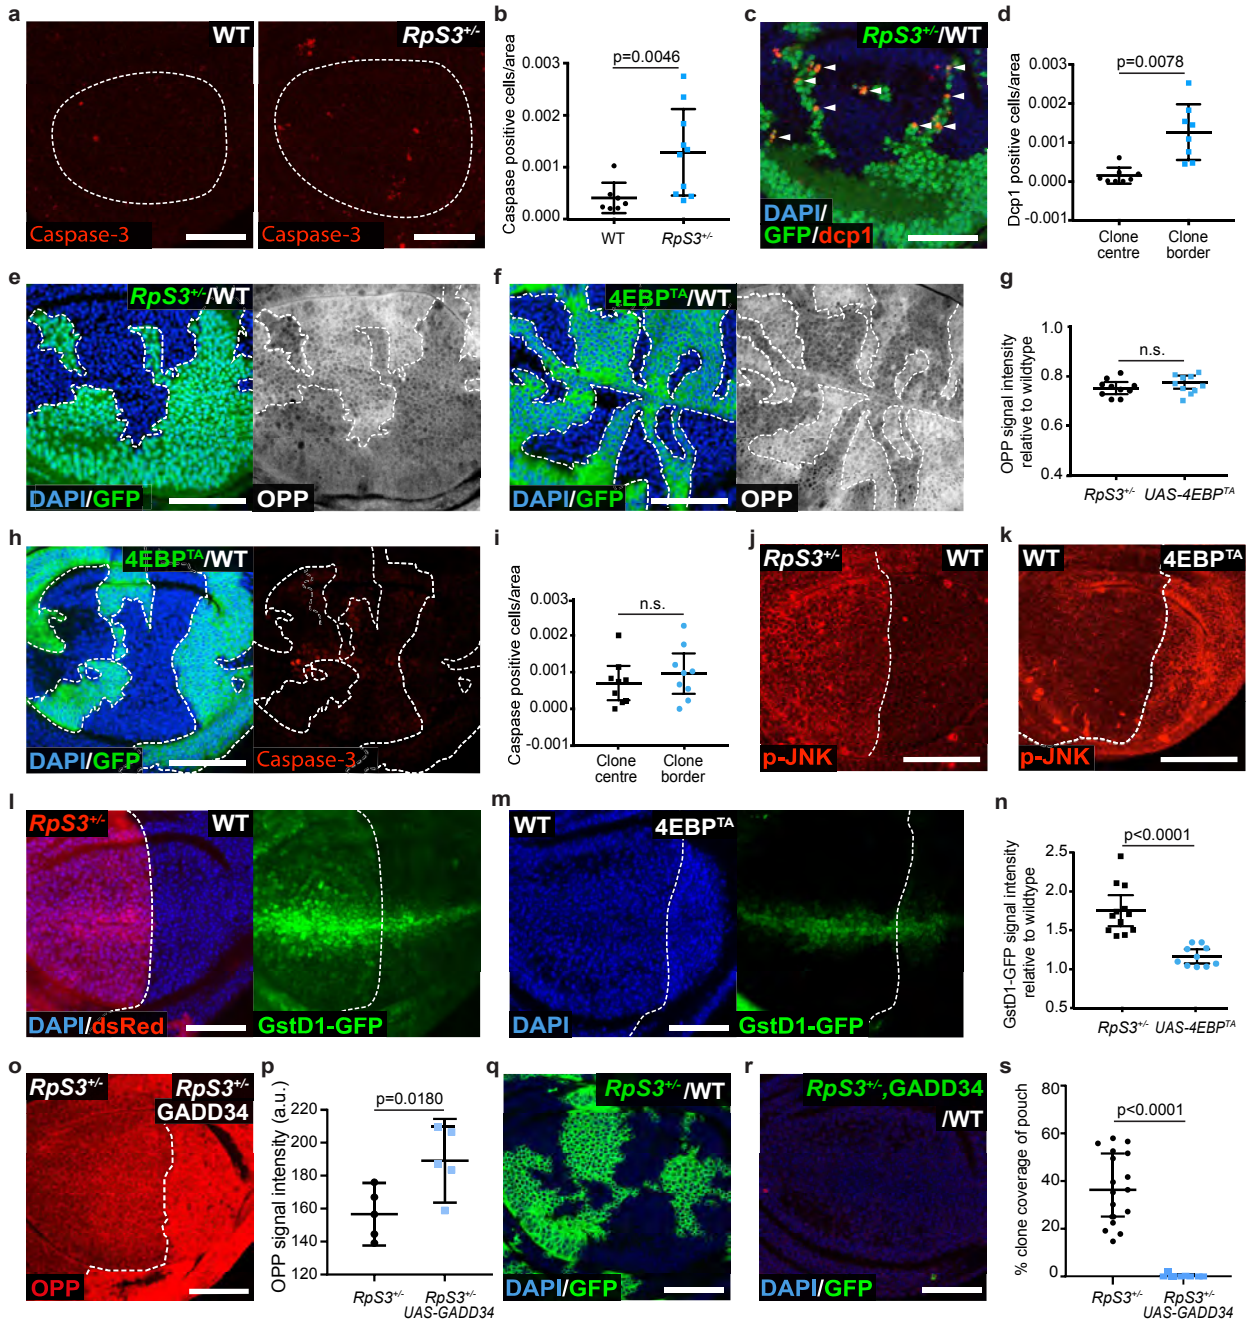 a
WT
RpS3+/-
Caspase-3
Caspase-3
b
Caspase positive cells/area
p=0.0046
0.003
0.002
0.001
0.000
WT
RpS3+/-
c
RpS3+/-/WT
DAPI/
GFP/dcp1
d
Dcp1 positive cells/area
p=0.0078
0.003
0.002
0.001
0.000
-0.001
Clone centre
Clone border
e
RpS3+/-/WT
DAPI/GFP
OPP
f
4EBPTA/WT
DAPI/GFP
OPP
g
OPP signal intensity
relative to wildtype
n.s.
1.0
0.8
0.6
0.4
RpS3+/-
UAS-4EBPTA
h
4EBPTA/WT
DAPI/GFP
Caspase-3
i
Caspase positive cells/area
n.s.
0.003
0.002
0.001
0.000
-0.001
Clone centre
Clone border
j
RpS3+/-
WT
p-JNK
k
WT
4EBPTA
p-JNK
l
RpS3+/-
WT
DAPI/dsRed
GstD1-GFP
m
WT
4EBPTA
DAPI
GstD1-GFP
n
GstD1-GFP signal intensity
relative to wildtype
p<0.0001
2.5
2.0
1.5
1.0
0.5
RpS3+/-
UAS-4EBPTA
o
RpS3+/-
RpS3+/-
GADD34
OPP
p
OPP signal intensity (a.u.)
p=0.0180
220
200
180
160
140
120
RpS3+/-
RpS3+/-
UAS-GADD34
q
RpS3+/-/WT
DAPI/GFP
r
RpS3+/-,GADD34
/WT
DAPI/GFP
s
% clone coverage of pouch
p<0.0001
80
60
40
20
0
RpS3+/-
RpS3+/-
UAS-GADD34